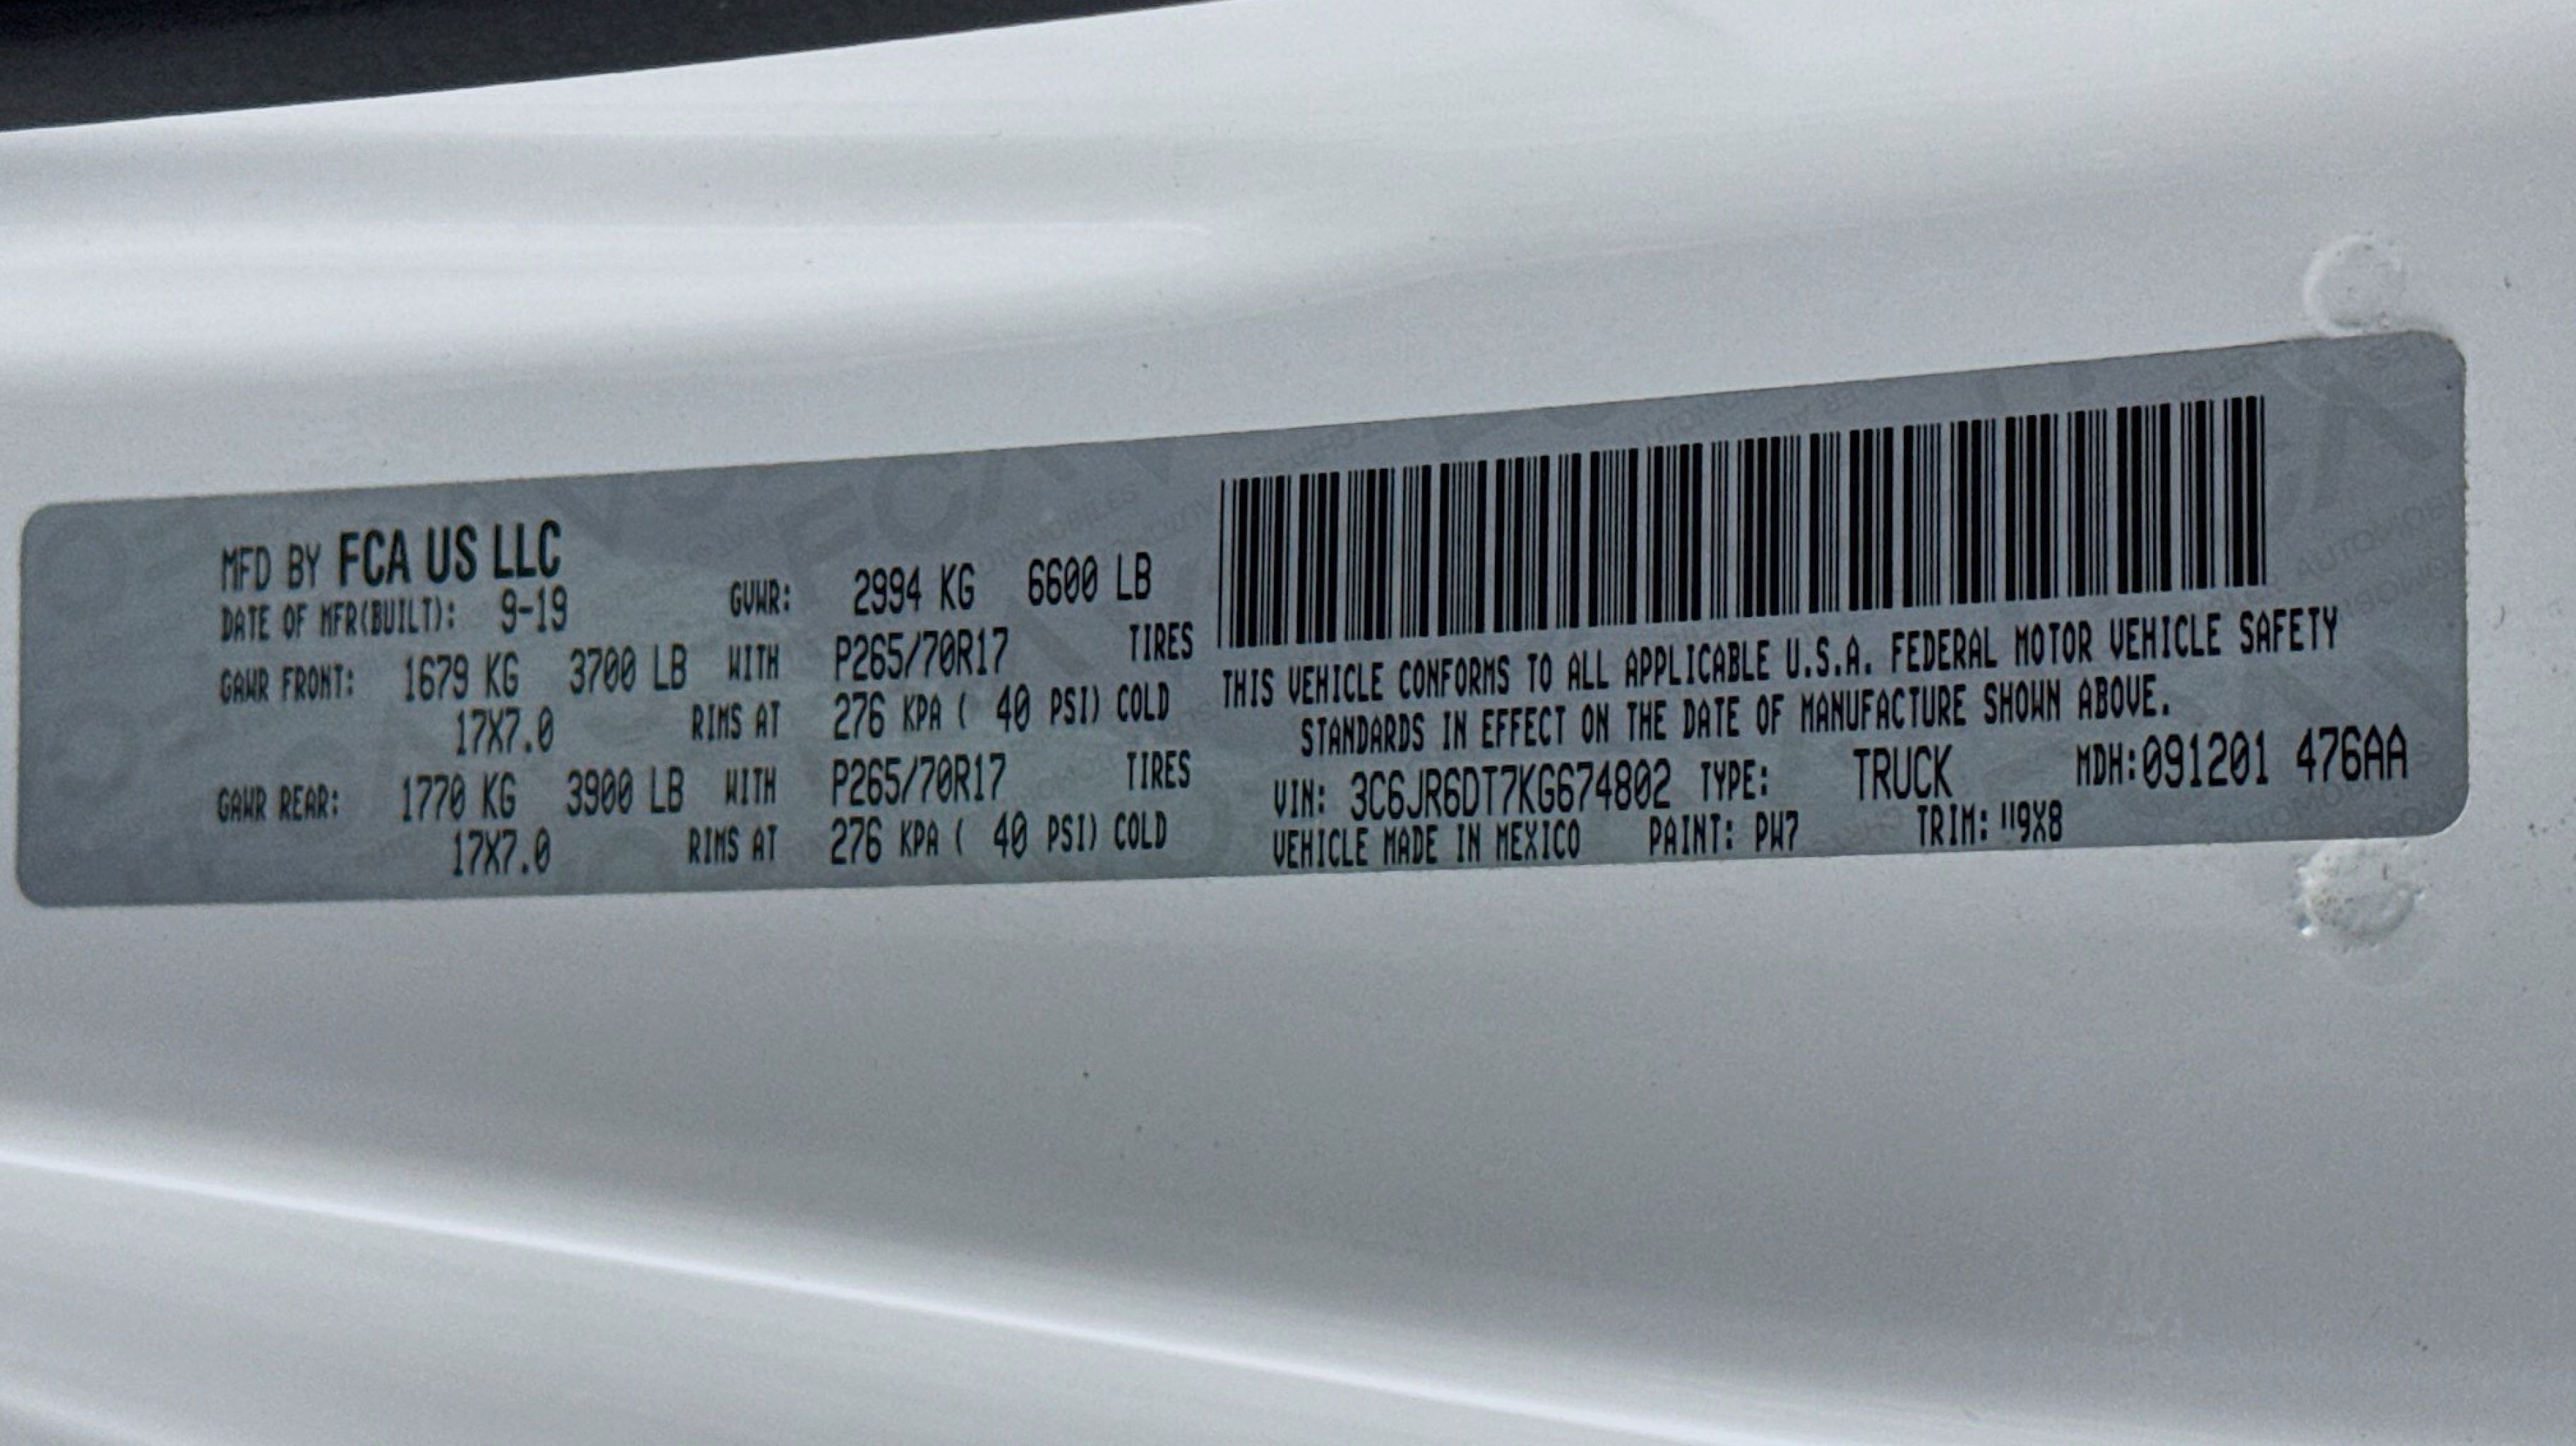 MFD BY FCA US LLC
DATE OF MFR(BUILT): 9-19 GVWR: 2994 KG 6600 LB
GAWR FRONT: 1679 KG 3700 LB WITH P265/70R17 TIRES
17X7.0 RIMS AT 276 KPA ( 40 PSI) COLD
GAWR REAR: 1770 KG 3900 LB WITH P265/70R17 TIRES
17X7.0 RIMS AT 276 KPA ( 40 PSI) COLD
THIS VEHICLE CONFORMS TO ALL APPLICABLE U.S.A. FEDERAL MOTOR VEHICLE SAFETY
STANDARDS IN EFFECT ON THE DATE OF MANUFACTURE SHOWN ABOVE.
VIN: 3C6JR6DT7KG674802 TYPE: TRUCK MDH:091201 476AA
VEHICLE MADE IN MEXICO PAINT: PW7 TRIM:"9X8